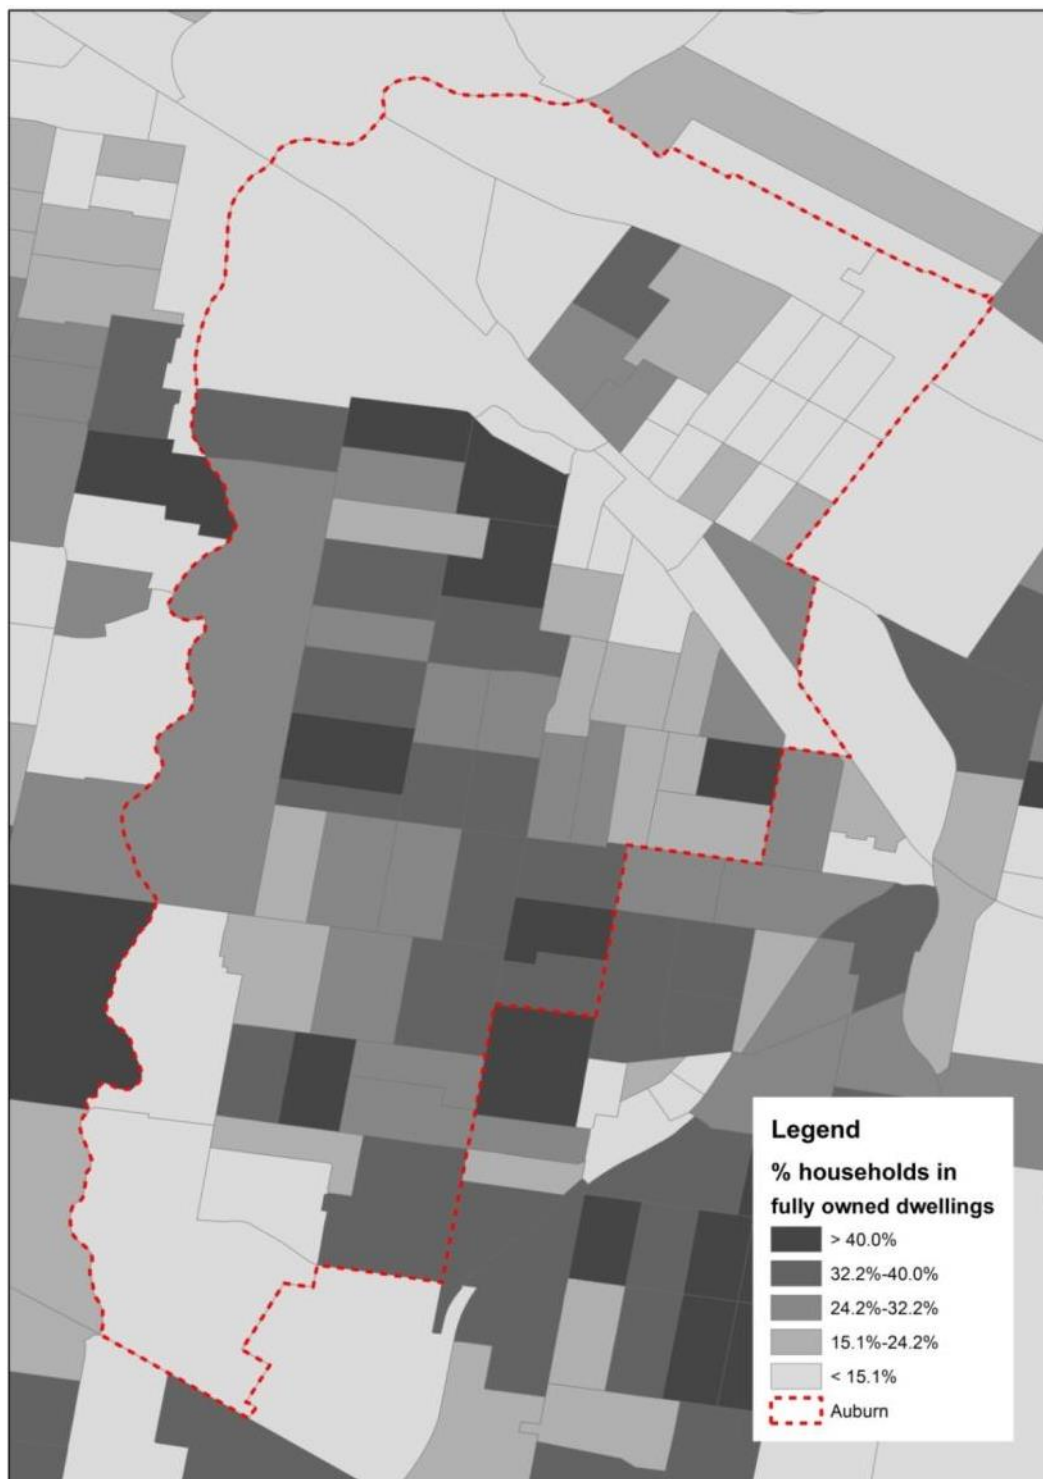 Legend
% households in
fully owned dwellings
> 40.0%
32.2%-40.0%
24.2%-32.2%
15.1%-24.2%
< 15.1%
Auburn